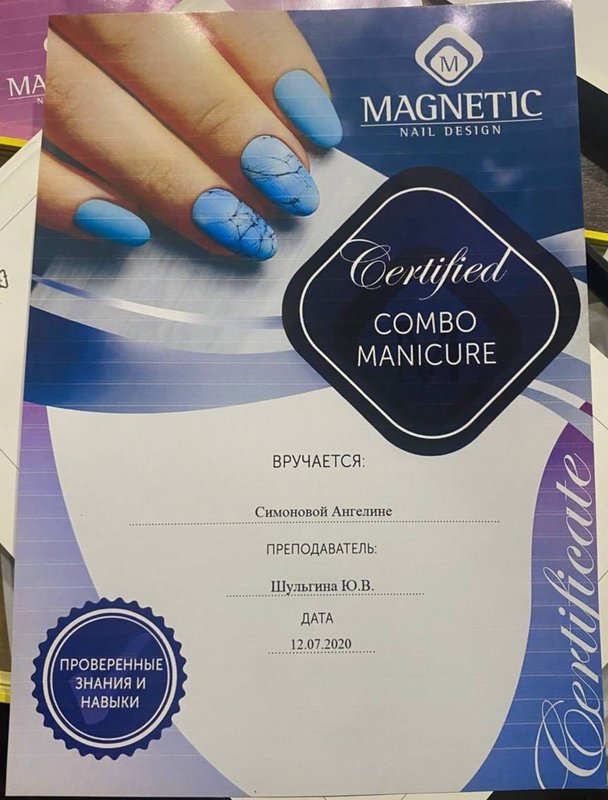 MAGNETIC
NAIL DESIGN
M
Certified
COMBO
MANICURE
ВРУЧАЕТСЯ:
Симоновой Ангелине
ПРЕПОДАВАТЕЛЬ:
Шульгина Ю.В.
ДАТА
12.07.2020
ПРОВЕРЕННЫЕ
ЗНАНИЯ И
НАВЫКИ
Certificate
MA
N